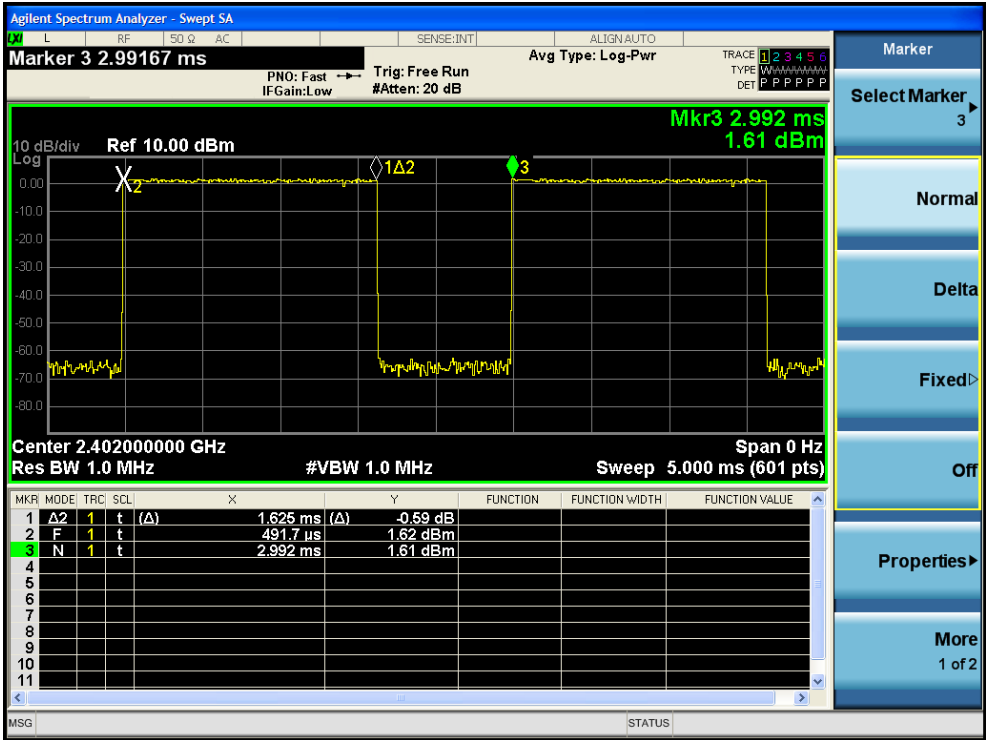 Agilent Spectrum Analyzer - Swept SA
LXI L RF 50 Ω AC SENSE:INT ALIGN AUTO
Marker 3 2.99167 ms
PNO: Fast
IFGain:Low
Trig: Free Run
#Atten: 20 dB
Avg Type: Log-Pwr
TRACE 1 2 3 4 5 6
TYPE WWWWWW
DET P P P P P P
Mkr3 2.992 ms
1.61 dBm
10 dB/div Ref 10.00 dBm
Log
0.00
-10.0
-20.0
-30.0
-40.0
-50.0
-60.0
-70.0
-80.0
2
1Δ2
3
Center 2.402000000 GHz Span 0 Hz
Res BW 1.0 MHz #VBW 1.0 MHz Sweep 5.000 ms (601 pts)
MKR MODE TRC SCL X Y FUNCTION FUNCTION WIDTH FUNCTION VALUE
1 Δ2 1 t (Δ) 1.625 ms (Δ) -0.59 dB
2 F 1 t 491.7 µs 1.62 dBm
3 N 1 t 2.992 ms 1.61 dBm
4
5
6
7
8
9
10
11
MSG STATUS
Marker
Select Marker
3
Normal
Delta
Fixed
Off
Properties
More
1 of 2